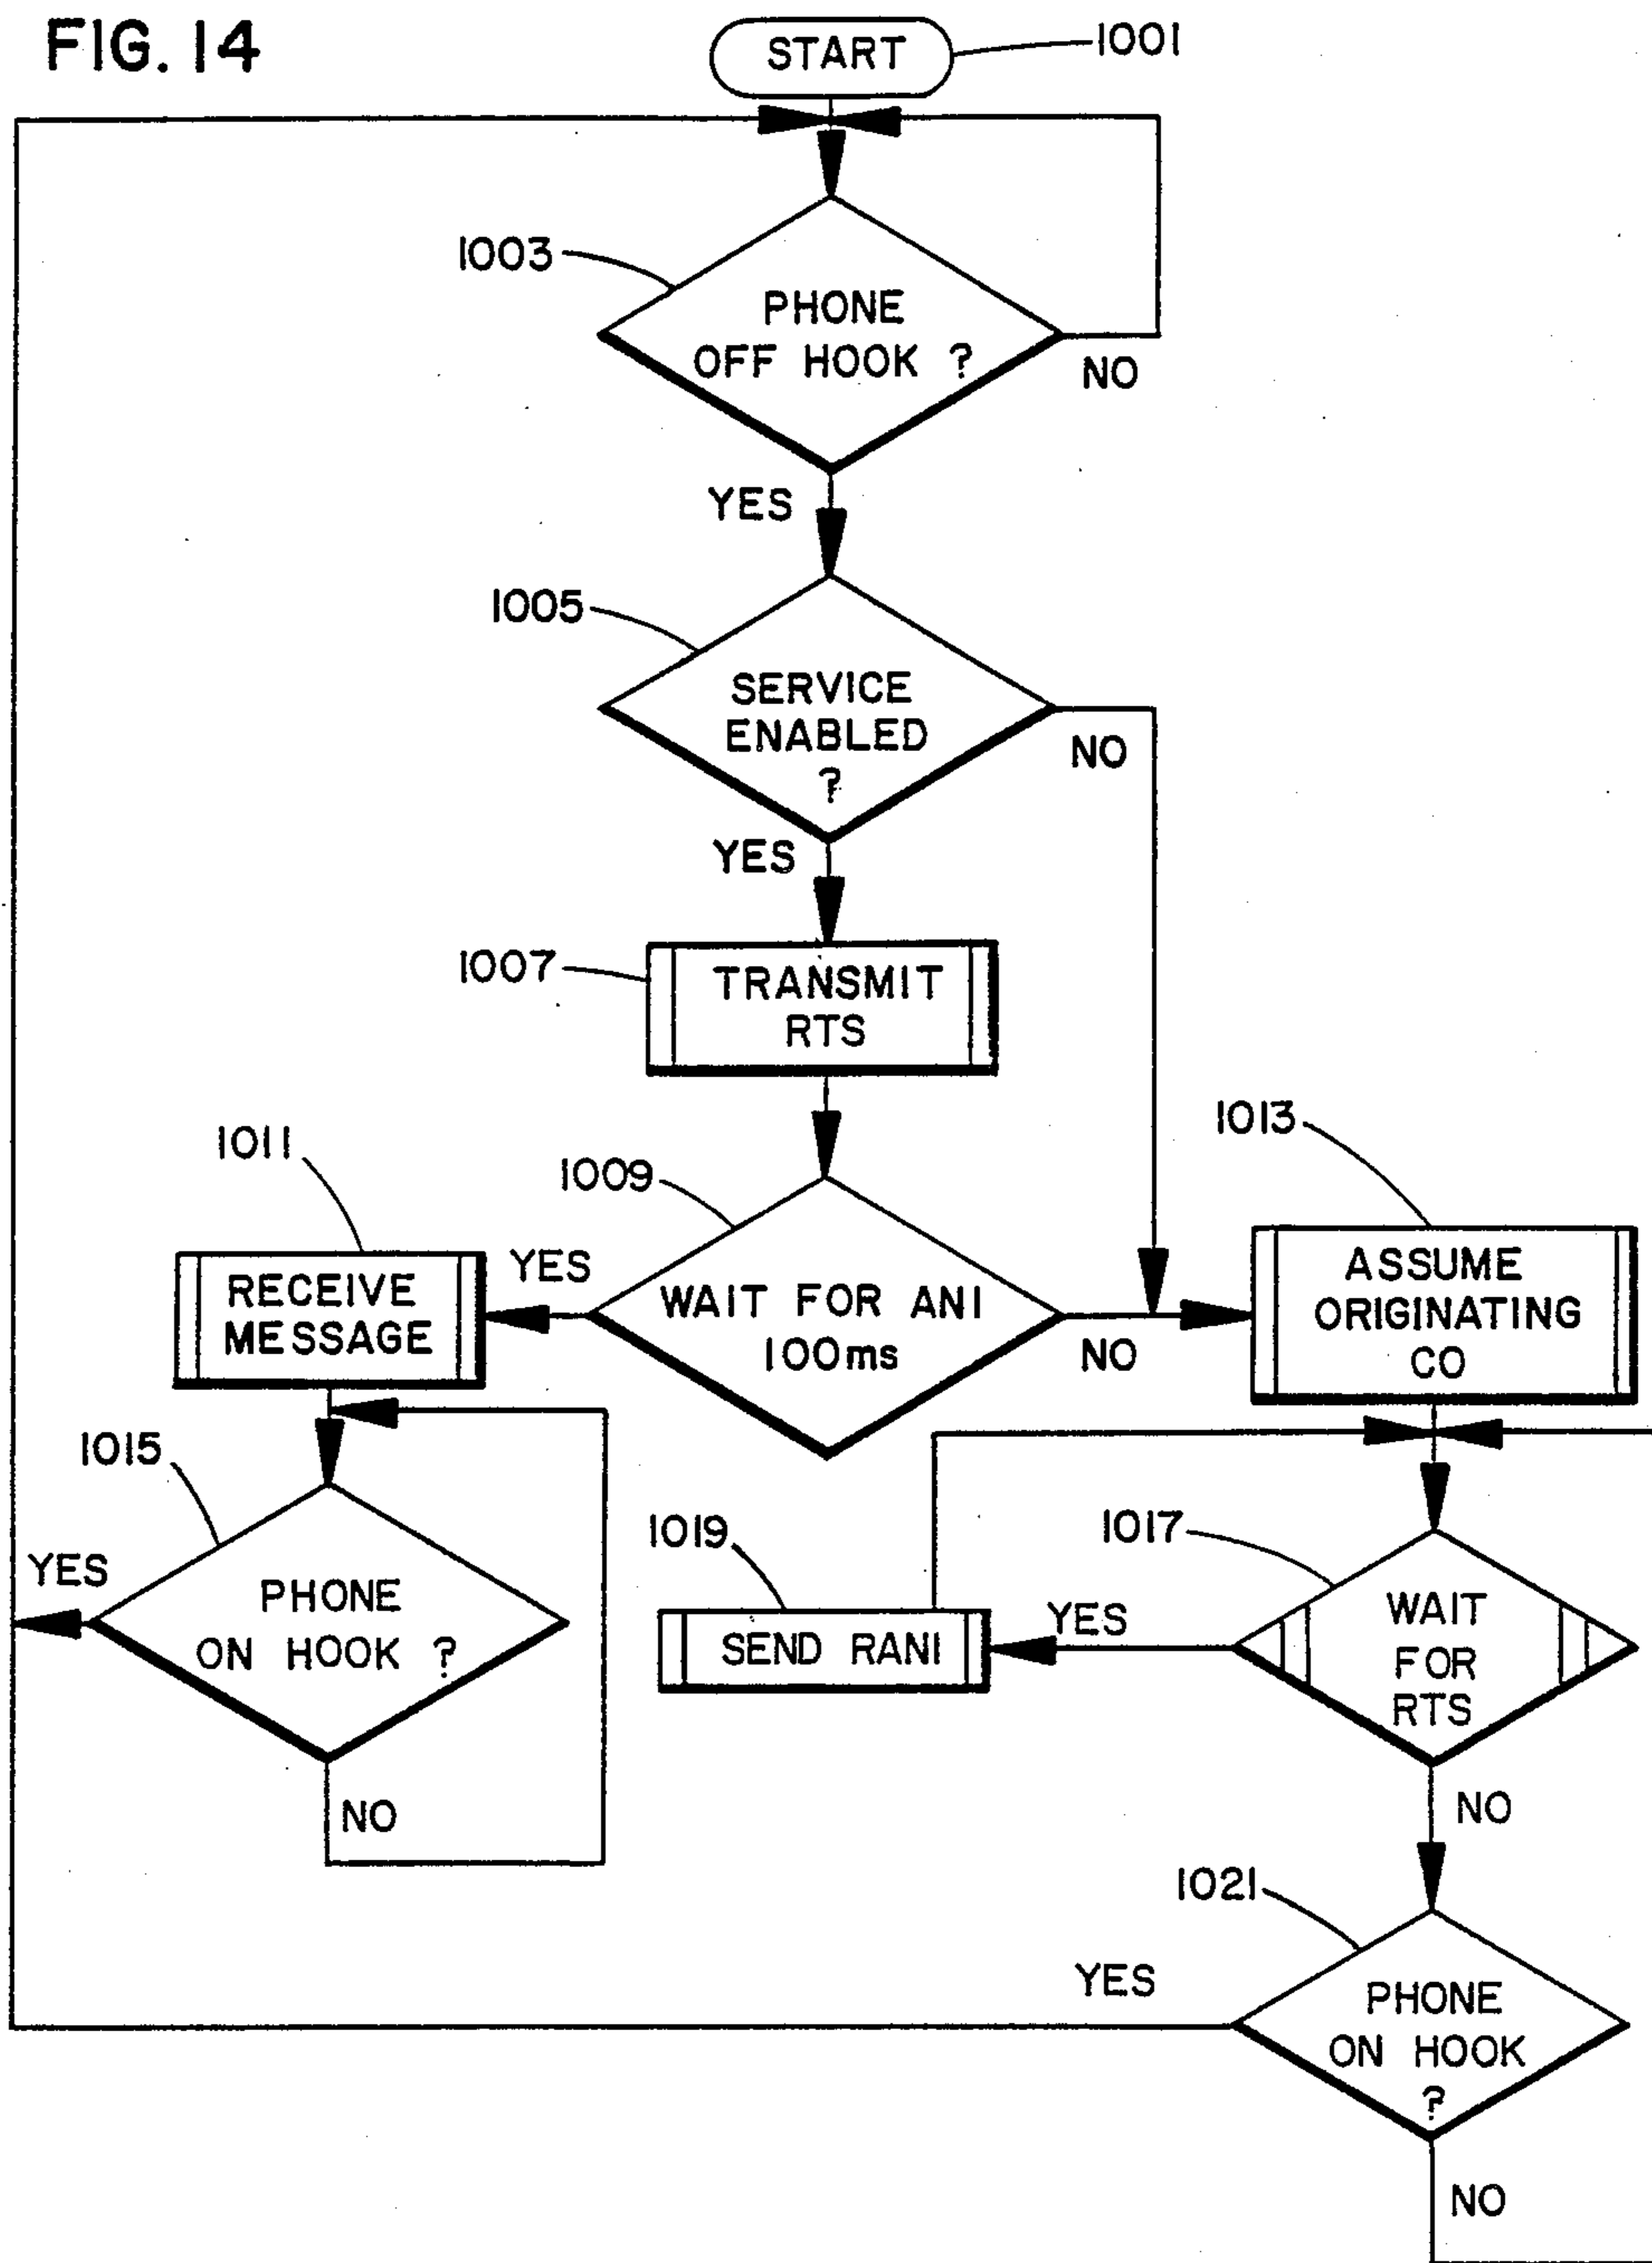 FIG. 14
START
1001
1003
PHONE
OFF HOOK ?
NO
YES
1005
SERVICE
ENABLED
?
NO
YES
1007
TRANSMIT
RTS
1009
WAIT FOR ANI
100ms
YES
NO
1011
RECEIVE
MESSAGE
1013
ASSUME
ORIGINATING
CO
1015
PHONE
ON HOOK ?
YES
NO
1017
WAIT
FOR
RTS
YES
NO
1019
SEND RANI
1021
PHONE
ON HOOK
?
YES
NO